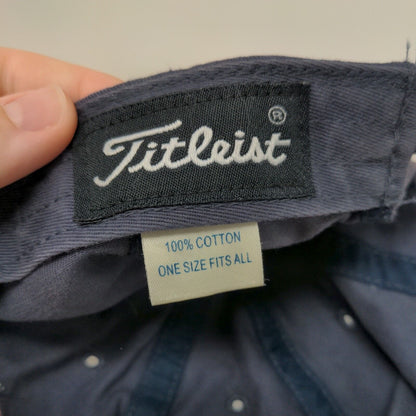 Titleist®
100% COTTON
ONE SIZE FITS ALL